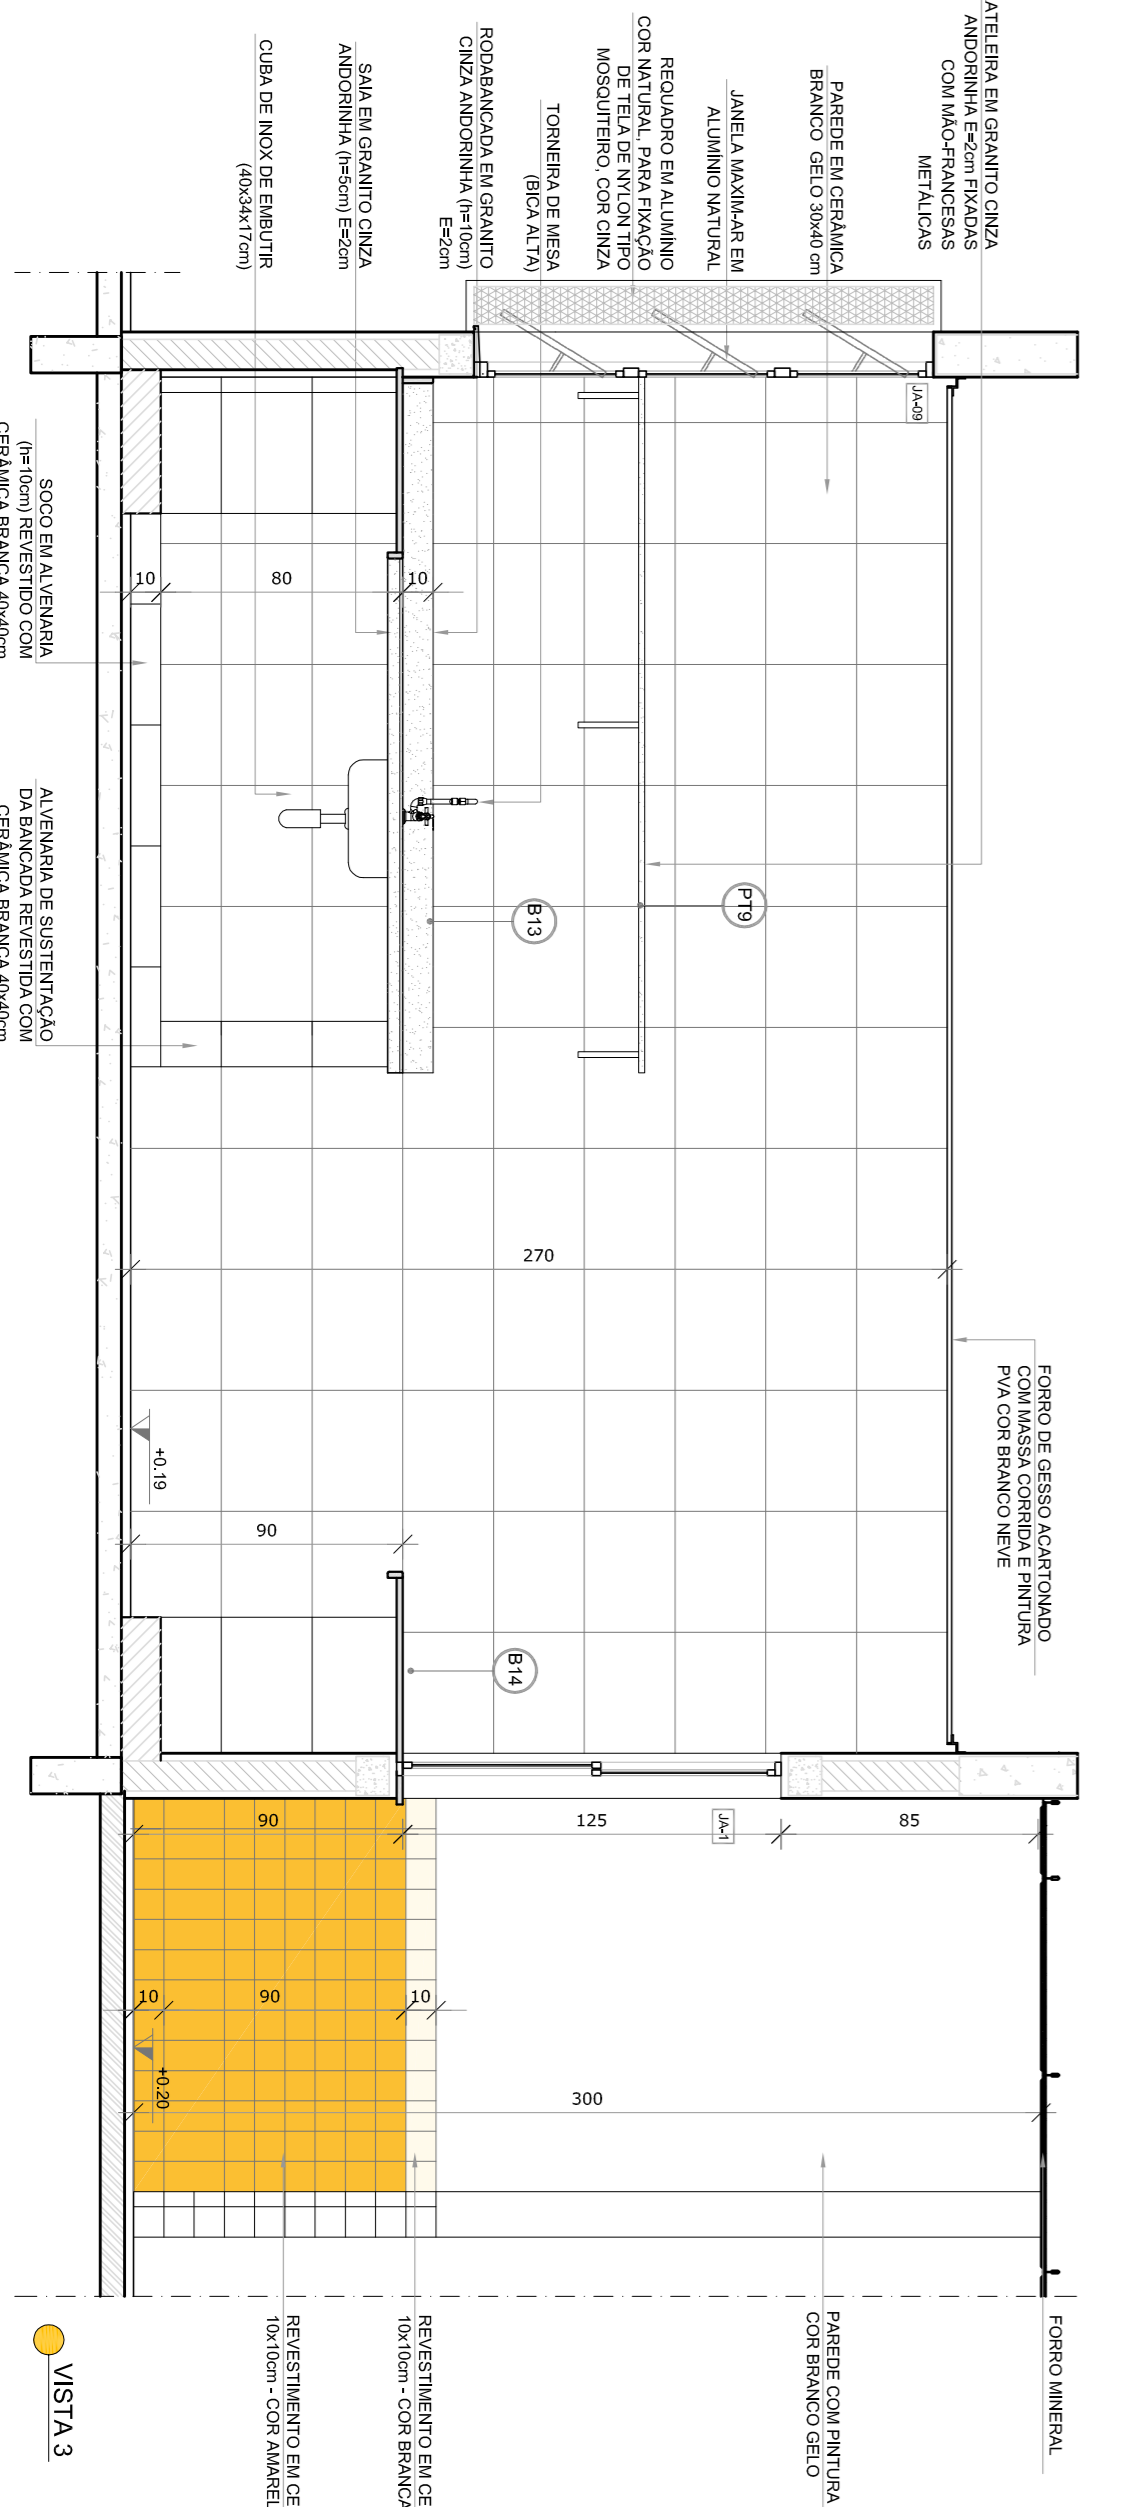 ATELEIRA EM GRANITO CINZA
ANDORINHA E=2cm FIXADAS
COM MÃO-FRANCESAS
METÁLICAS
PAREDE EM CERÂMICA
BRANCO GELO 30x40 cm
JANELA MAXIM-AR EM
ALUMÍNIO NATURAL
REQUADRO EM ALUMÍNIO
COR NATURAL, PARA FIXAÇÃO
DE TELA DE NYLON TIPO
MOSQUITEIRO, COR CINZA
TORNEIRA DE MESA
(BICA ALTA)
RODABANCADA EM GRANITO
CINZA ANDORINHA (h=10cm)
E=2cm
SAIA EM GRANITO CINZA
ANDORINHA (h=5cm) E=2cm
CUBA DE INOX DE EMBUTIR
(40x34x17cm)
SOCO EM ALVENARIA
(h=10cm) REVESTIDO COM
CERÂMICA BRANCA 40x40cm
ALVENARIA DE SUSTENTAÇÃO
DA BANCADA REVESTIDA COM
CERÂMICA BRANCA 40x40cm
JA-09
10
80
10
PT9
B13
270
FORRO DE GESSO ACARTONADO
COM MASSA CORRIDA E PINTURA
PVA COR BRANCO NEVE
+0.19
90
B14
JA-1
90
125
85
10
90
10
+0.20
300
FORRO MINERAL
PAREDE COM PINTURA
COR BRANCO GELO
REVESTIMENTO EM CE
10x10cm - COR BRANCA
REVESTIMENTO EM CE
10x10cm - COR AMAREL
VISTA 3